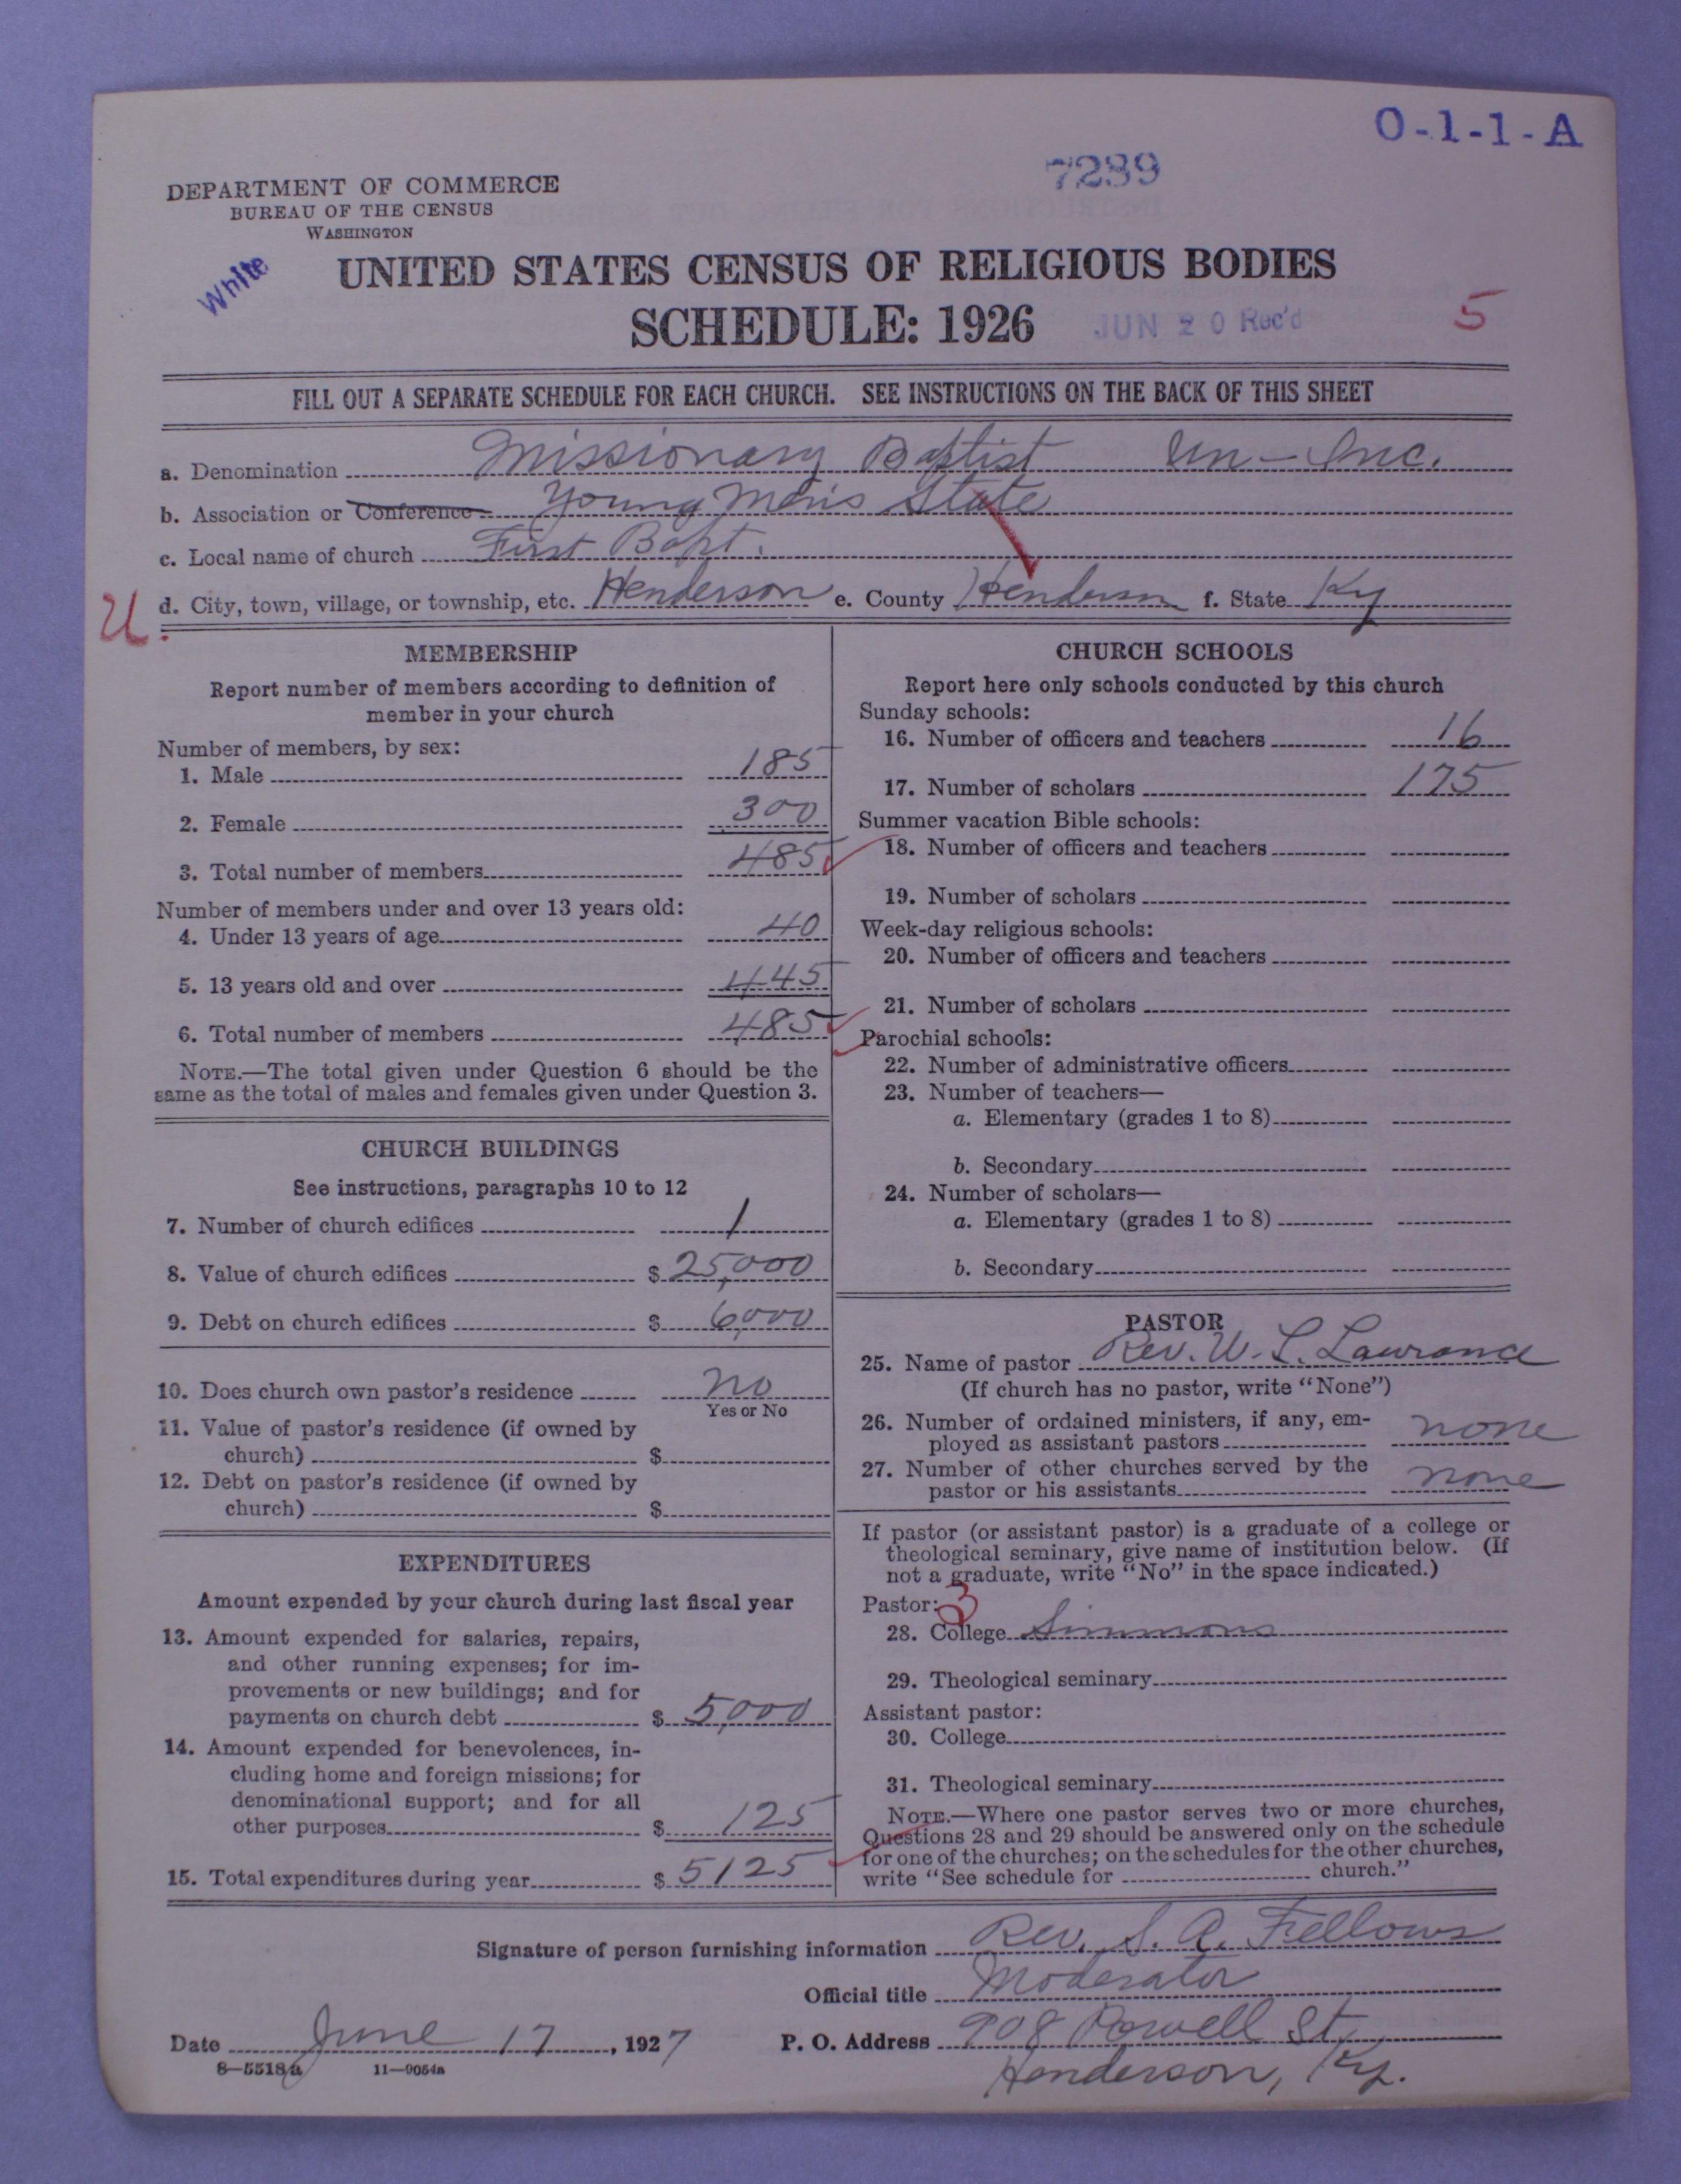 O-1-1-A
7239
DEPARTMENT OF COMMERCE
BUREAU OF THE CENSUS
WASHINGTON
White
UNITED STATES CENSUS OF RELIGIOUS BODIES
SCHEDULE: 1926
JUN 20 Rec'd
5
FILL OUT A SEPARATE SCHEDULE FOR EACH CHURCH. SEE INSTRUCTIONS ON THE BACK OF THIS SHEET
a. Denomination Missionary Baptist Un-Inc.
b. Association or Conference Young Men's State
c. Local name of church First Bapt.
U.
d. City, town, village, or township, etc. Henderson e. County Henderson f. State Ky
MEMBERSHIP
Report number of members according to definition of
member in your church
Number of members, by sex:
1. Male 185
2. Female 300
3. Total number of members 485
Number of members under and over 13 years old:
4. Under 13 years of age 40
5. 13 years old and over 445
6. Total number of members 485
NOTE.—The total given under Question 6 should be the
same as the total of males and females given under Question 3.
CHURCH BUILDINGS
See instructions, paragraphs 10 to 12
7. Number of church edifices 1
8. Value of church edifices $ 25,000
9. Debt on church edifices $ 6,000
10. Does church own pastor's residence no
Yes or No
11. Value of pastor's residence (if owned by
church) $
12. Debt on pastor's residence (if owned by
church) $
EXPENDITURES
Amount expended by your church during last fiscal year
13. Amount expended for salaries, repairs,
and other running expenses; for im-
provements or new buildings; and for
payments on church debt $ 5,000
14. Amount expended for benevolences, in-
cluding home and foreign missions; for
denominational support; and for all
other purposes $ 125
15. Total expenditures during year $ 5125
CHURCH SCHOOLS
Report here only schools conducted by this church
Sunday schools:
16. Number of officers and teachers 16
17. Number of scholars 175
Summer vacation Bible schools:
18. Number of officers and teachers
19. Number of scholars
Week-day religious schools:
20. Number of officers and teachers
21. Number of scholars
Parochial schools:
22. Number of administrative officers
23. Number of teachers—
a. Elementary (grades 1 to 8)
b. Secondary
24. Number of scholars—
a. Elementary (grades 1 to 8)
b. Secondary
PASTOR
25. Name of pastor Rev. W. L. Lawrance
(If church has no pastor, write "None")
26. Number of ordained ministers, if any, em-
ployed as assistant pastors none
27. Number of other churches served by the
pastor or his assistants none
If pastor (or assistant pastor) is a graduate of a college or
theological seminary, give name of institution below. (If
not a graduate, write "No" in the space indicated.)
Pastor: 3
28. College Simmons
29. Theological seminary
Assistant pastor:
30. College
31. Theological seminary
NOTE.—Where one pastor serves two or more churches,
Questions 28 and 29 should be answered only on the schedule
for one of the churches; on the schedules for the other churches,
write "See schedule for church."
Signature of person furnishing information Rev. S. A. Fellows
Official title Moderator
Date June 17, 1927 P. O. Address 908 Powell St.
8—5518a 11—9054a
Henderson, Ky.